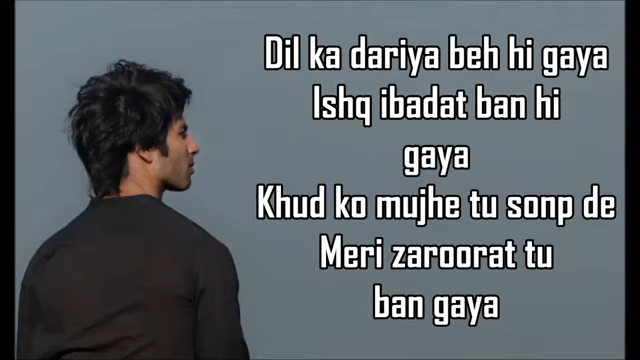 Dil ka dariya beh hi gaya
Ishq ibadat ban hi
gaya
Khud ko mujhe tu sonp de
Meri zaroorat tu
ban gaya